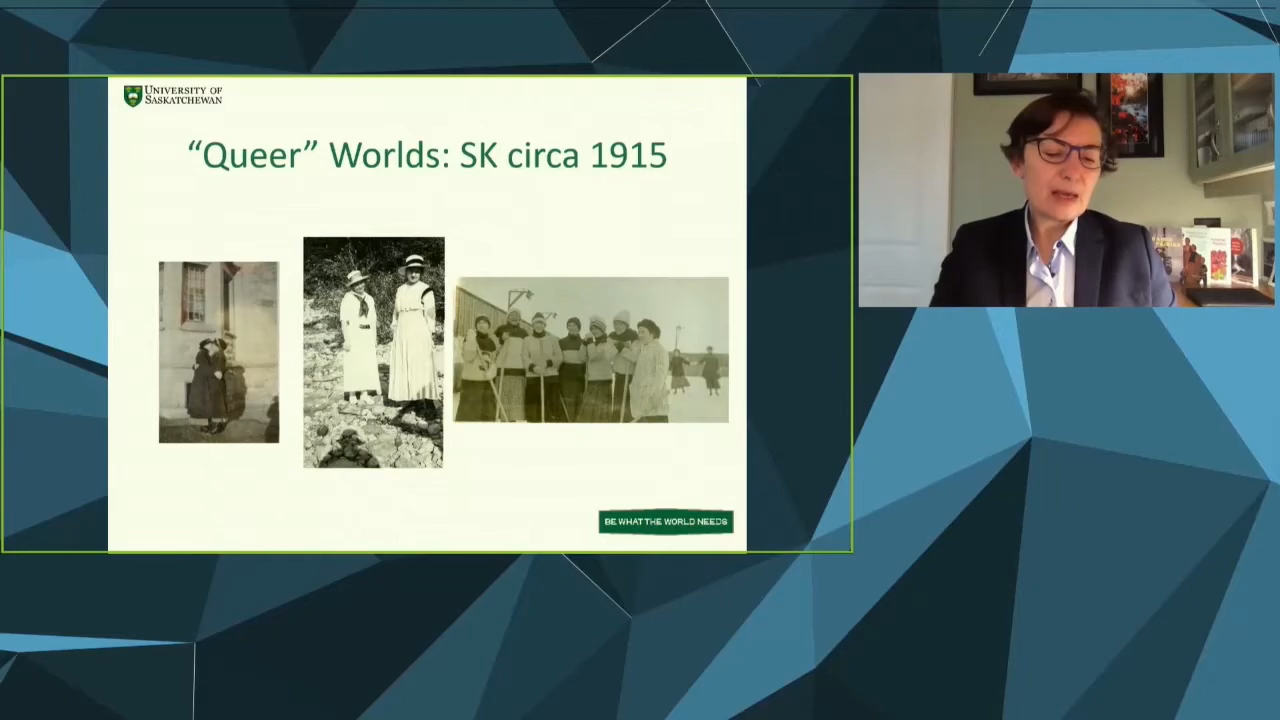 UNIVERSITY OF
SASKATCHEWAN
“Queer” Worlds: SK circa 1915
BE WHAT THE WORLD NEEDS